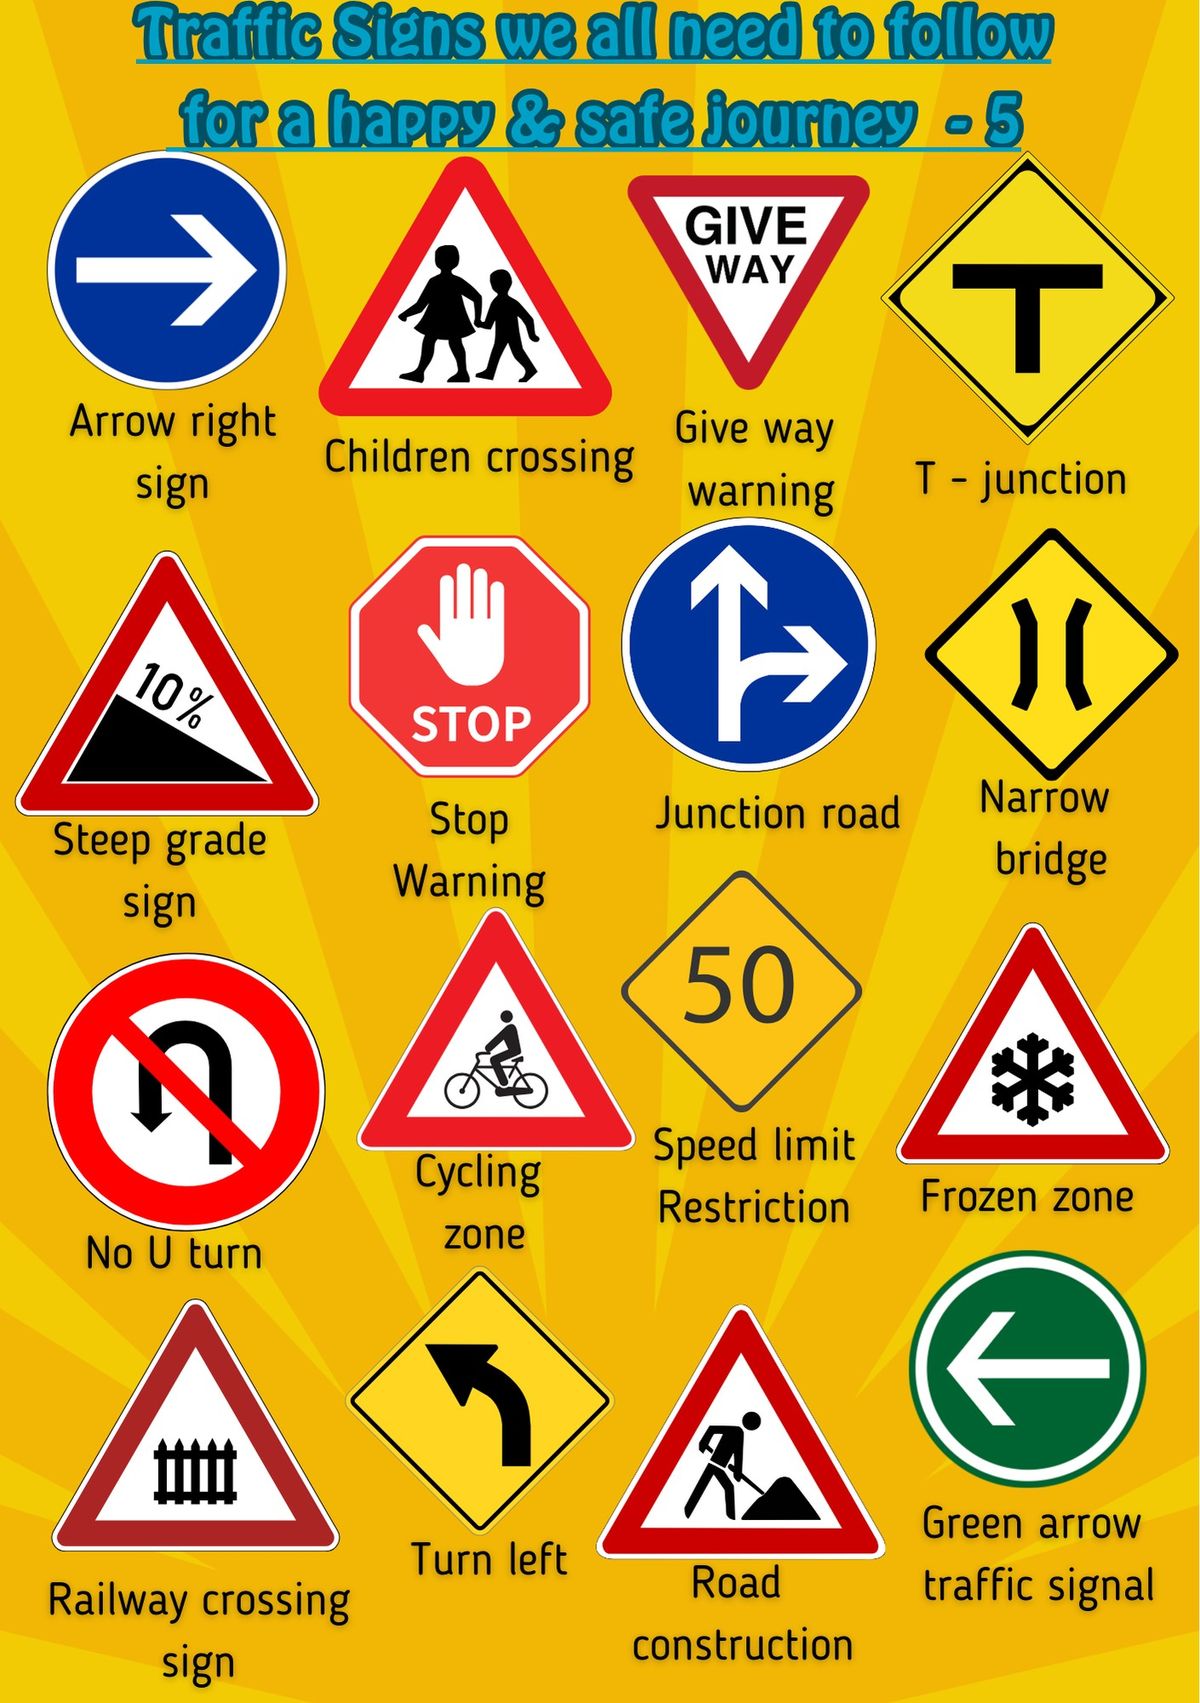 Traffic Signs we all need to follow
for a happy & safe journey - 5
GIVE
WAY
Arrow right
sign
Children crossing
Give way
warning
T - junction
10%
STOP
Steep grade
sign
Stop
Warning
Junction road
Narrow
bridge
50
No U turn
Cycling
zone
Speed limit
Restriction
Frozen zone
Railway crossing
sign
Turn left
Road
construction
Green arrow
traffic signal